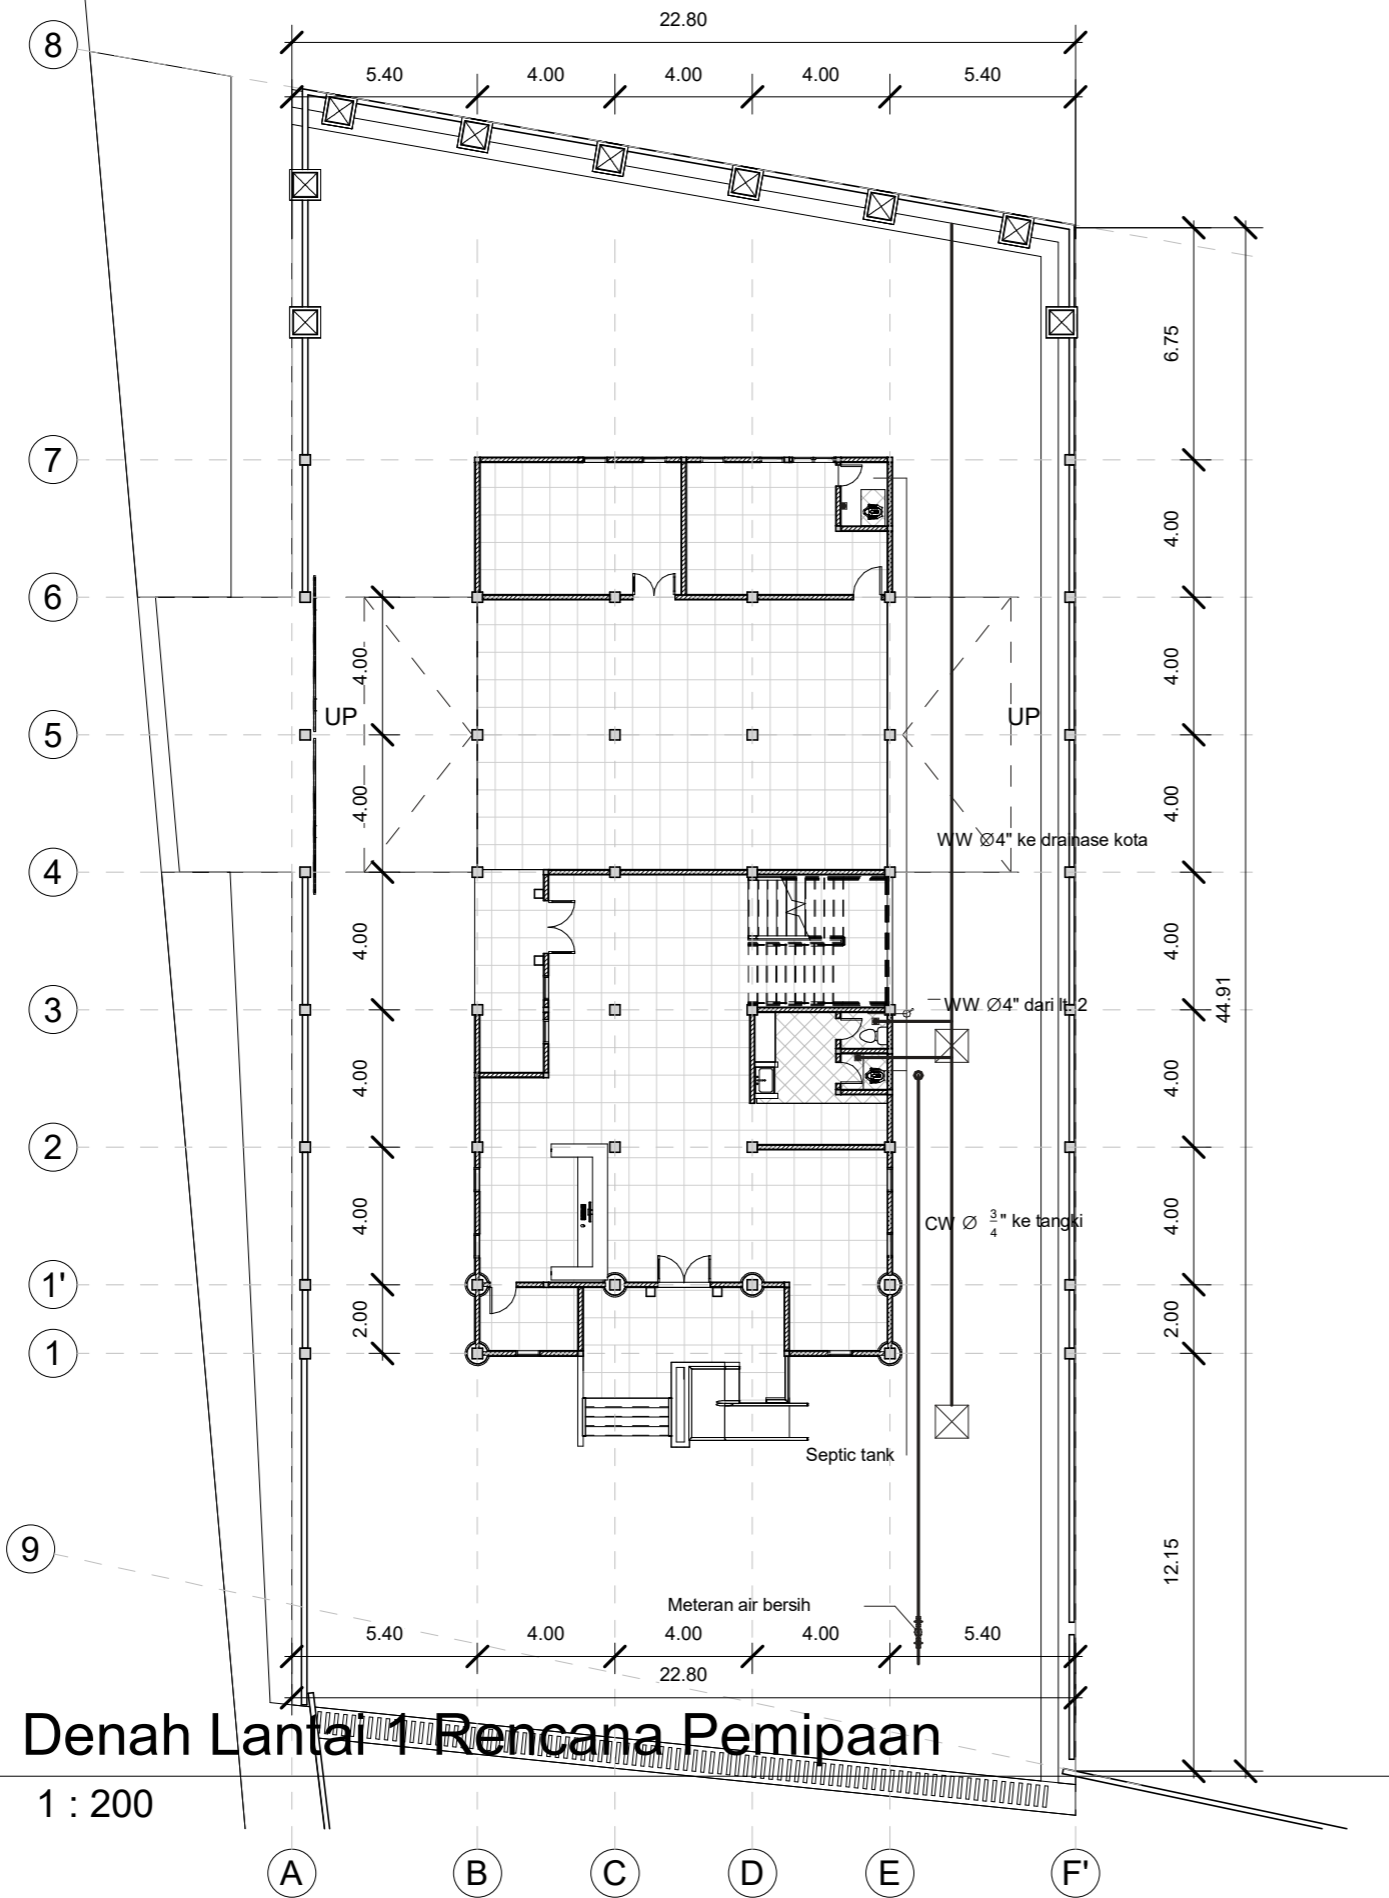 22.80
8
5.40 4.00 4.00 4.00 5.40
6.75
7
4.00
6
4.00 4.00
UP UP
5
4.00 4.00
WW Ø4" ke drainase kota
4
4.00 4.00
44.91
WW Ø4" dari lt. 2
3
4.00 4.00
2
4.00 4.00
CW Ø 3/4" ke tangki
1'
2.00 2.00
1
Septic tank
9
12.15
Meteran air bersih
5.40 4.00 4.00 4.00 5.40
22.80
Denah Lantai 1 Rencana Pemipaan
1 : 200
A B C D E F'